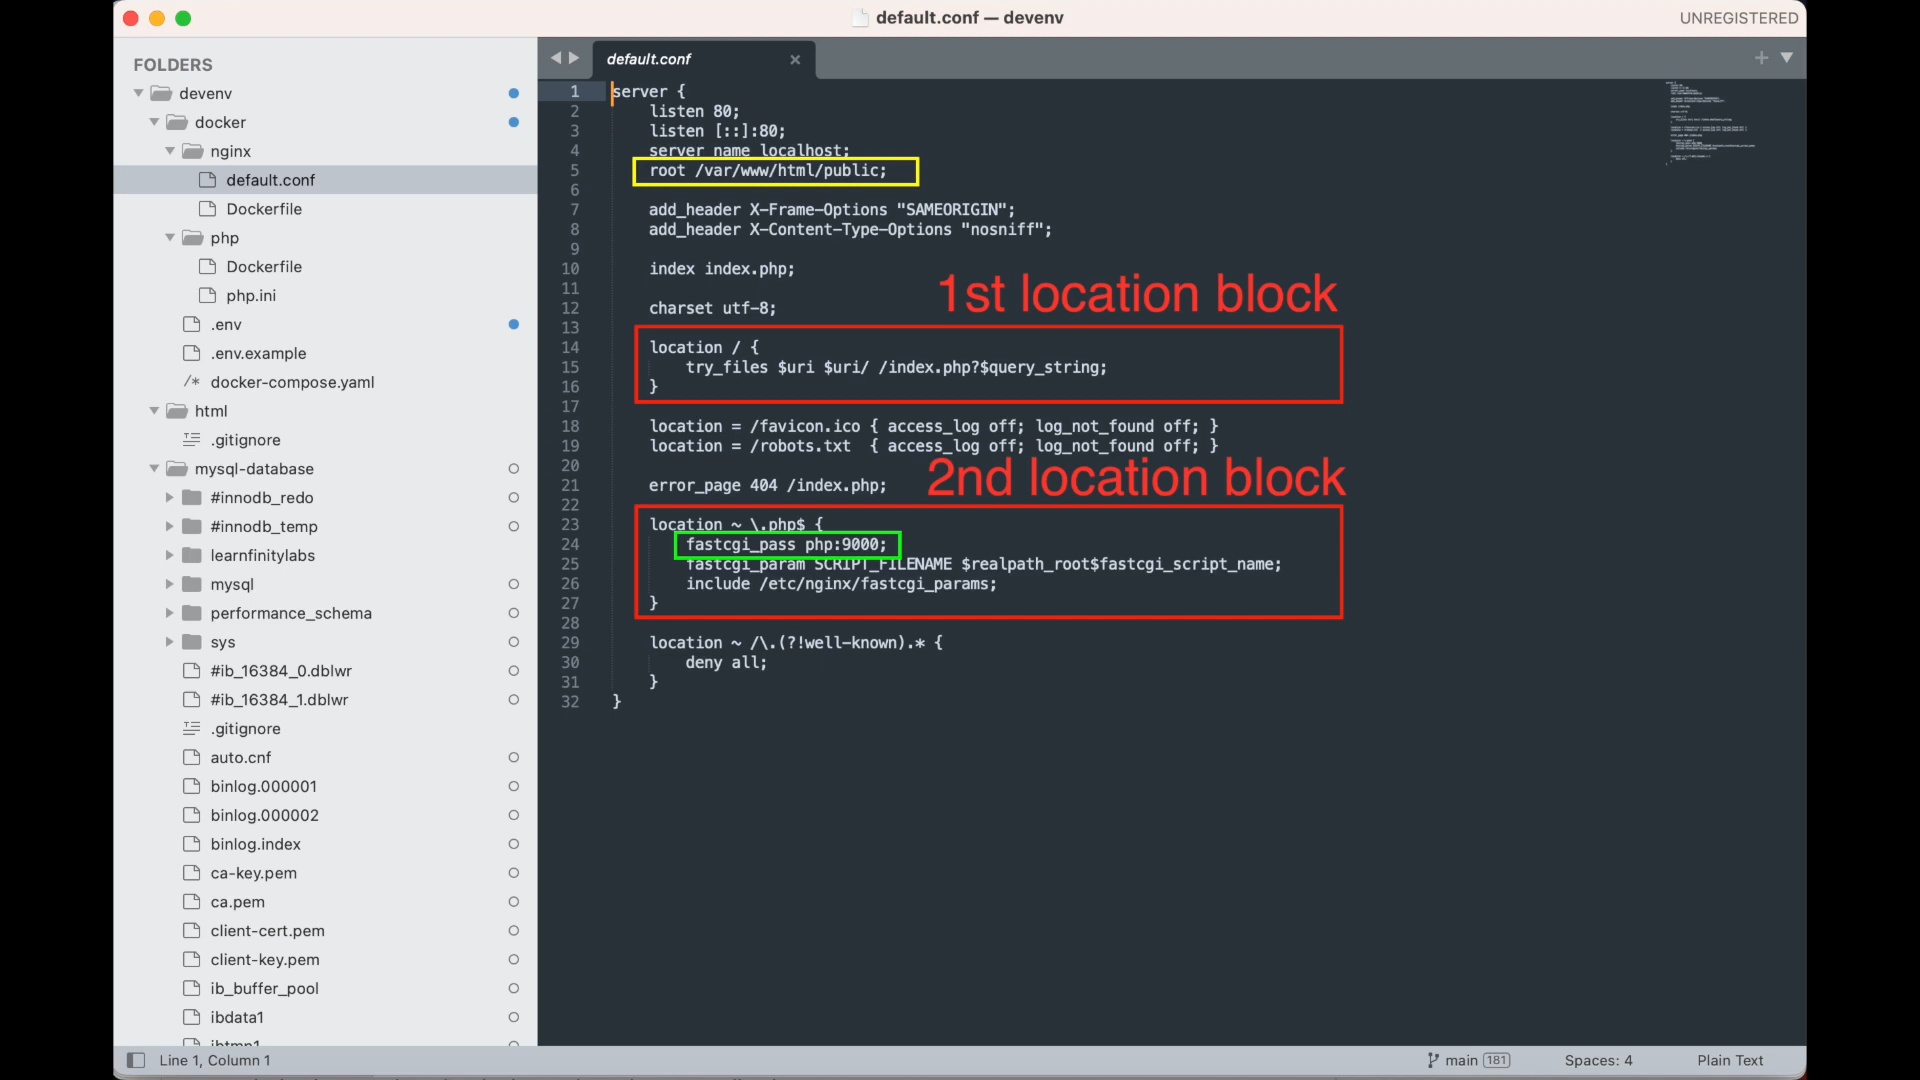 default.conf — devenv
UNREGISTERED
FOLDERS
devenv
docker
nginx
default.conf
Dockerfile
php
Dockerfile
php.ini
.env
.env.example
/* docker-compose.yaml
html
.gitignore
mysql-database
#innodb_redo
#innodb_temp
learnfinitylabs
mysql
performance_schema
sys
#ib_16384_0.dblwr
#ib_16384_1.dblwr
.gitignore
auto.cnf
binlog.000001
binlog.000002
binlog.index
ca-key.pem
ca.pem
client-cert.pem
client-key.pem
ib_buffer_pool
ibdata1
default.conf
1 server {
2 listen 80;
3 listen [::]:80;
4 server_name localhost;
5 root /var/www/html/public;
6
7 add_header X-Frame-Options "SAMEORIGIN";
8 add_header X-Content-Type-Options "nosniff";
9
10 index index.php;
11
1st location block
12 charset utf-8;
13
14 location / {
15 try_files $uri $uri/ /index.php?$query_string;
16 }
17
18 location = /favicon.ico { access_log off; log_not_found off; }
19 location = /robots.txt  { access_log off; log_not_found off; }
20
2nd location block
21 error_page 404 /index.php;
22
23 location ~ \.php$ {
24 fastcgi_pass php:9000;
25 fastcgi_param SCRIPT_FILENAME $realpath_root$fastcgi_script_name;
26 include /etc/nginx/fastcgi_params;
27 }
28
29 location ~ /\.(?!well-known).* {
30 deny all;
31 }
32 }
Line 1, Column 1
main 181
Spaces: 4
Plain Text